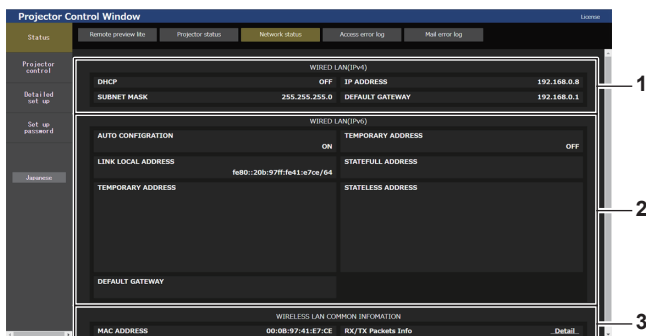 Projector Control Window
License
Status
Remote preview lite
Projector status
Network status
Access error log
Mail error log
Projector
control
Detailed
set up
Set up
password
Japanese
WIRED LAN(IPv4)
DHCP OFF IP ADDRESS 192.168.0.8
SUBNET MASK 255.255.255.0 DEFAULT GATEWAY 192.168.0.1
1
WIRED LAN(IPv6)
AUTO CONFIGRATION ON TEMPORARY ADDRESS OFF
LINK LOCAL ADDRESS fe80::20b:97ff:fe41:e7ce/64 STATEFULL ADDRESS
TEMPORARY ADDRESS STATELESS ADDRESS
DEFAULT GATEWAY
2
WIRELESS LAN COMMON INFOMATION
MAC ADDRESS 00:0B:97:41:E7:CE RX/TX Packets Info Detail
3